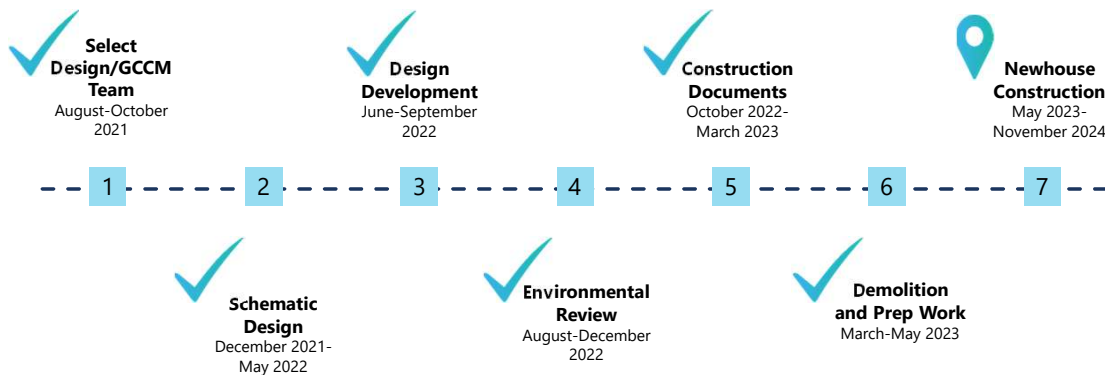 Select
Design/GCCM
Team
August-October
2021
Design
Development
June-September
2022
Construction
Documents
October 2022-
March 2023
Newhouse
Construction
May 2023-
November 2024
1
2
3
4
5
6
7
Schematic
Design
December 2021-
May 2022
Environmental
Review
August-December
2022
Demolition
and Prep Work
March-May 2023